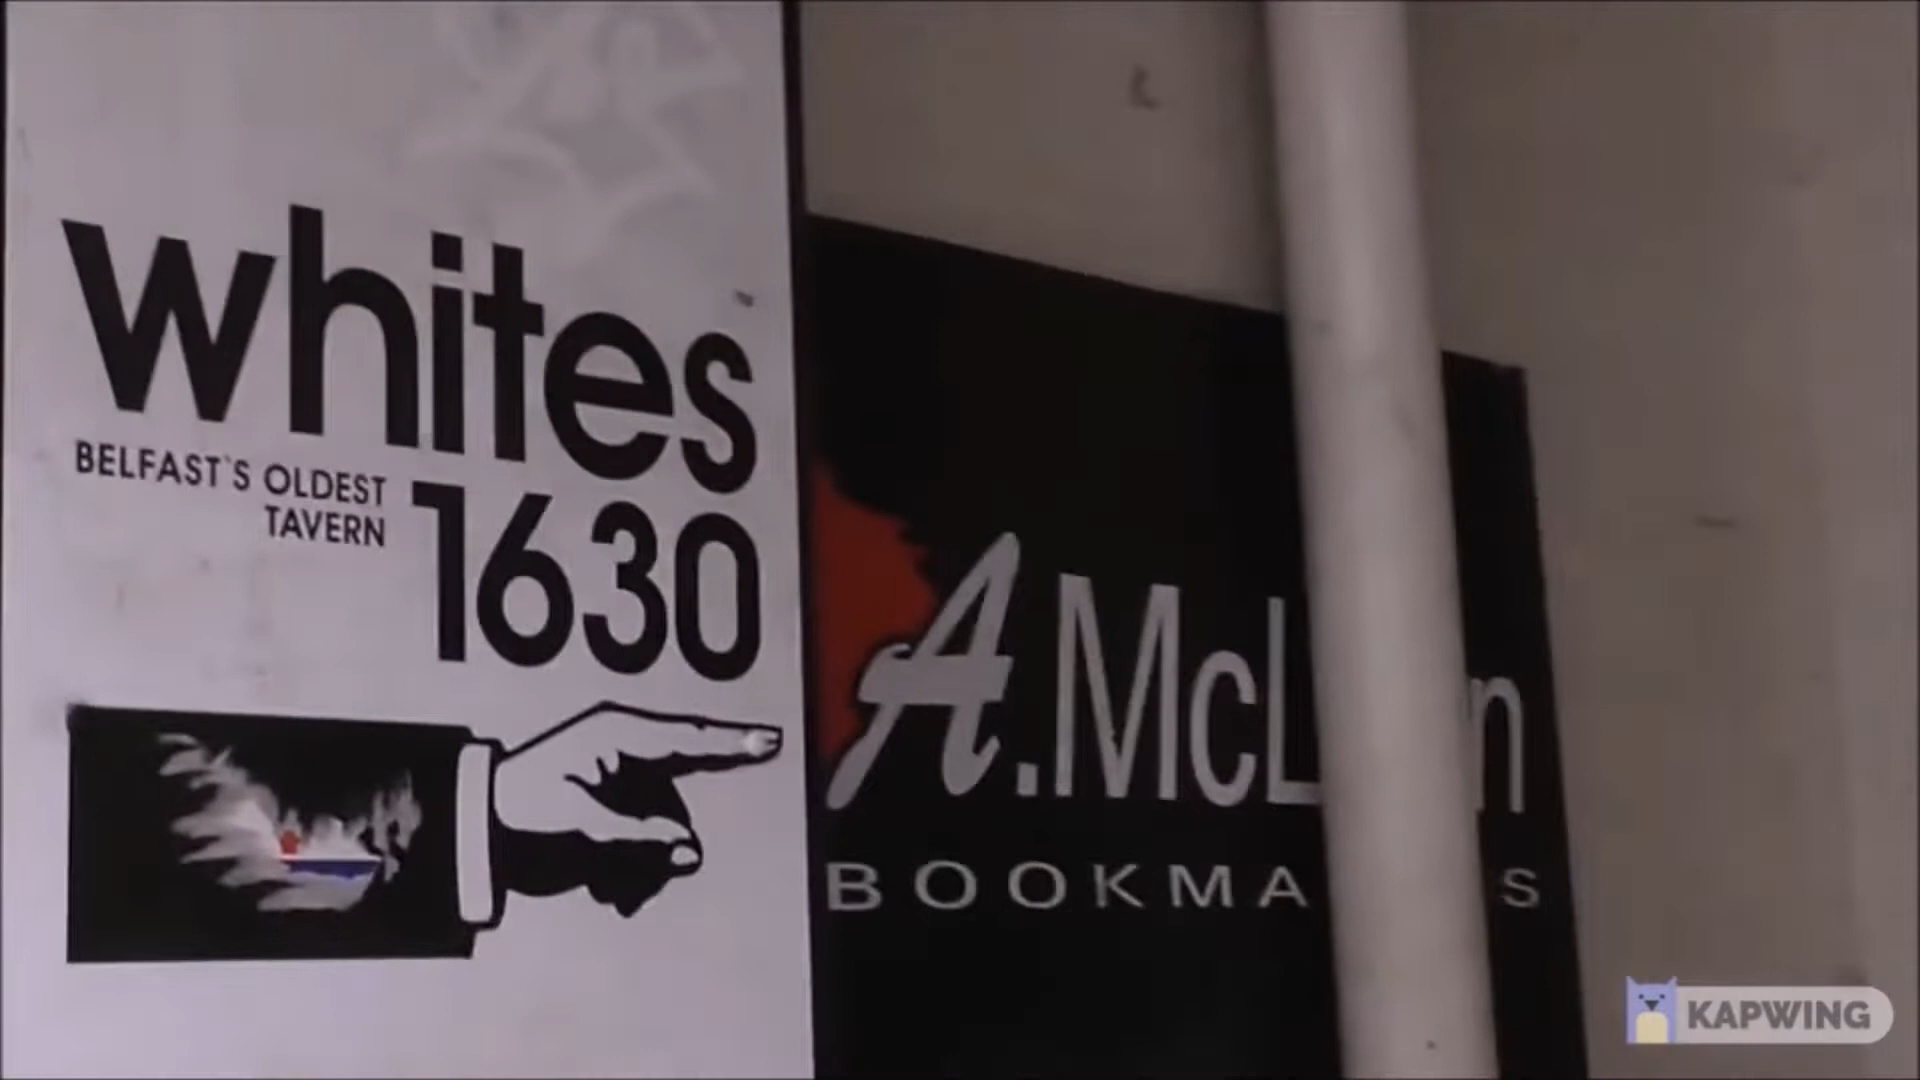 whites
BELFAST'S OLDEST
TAVERN
1630
A.McL n
BOOKMA S
KAPWING